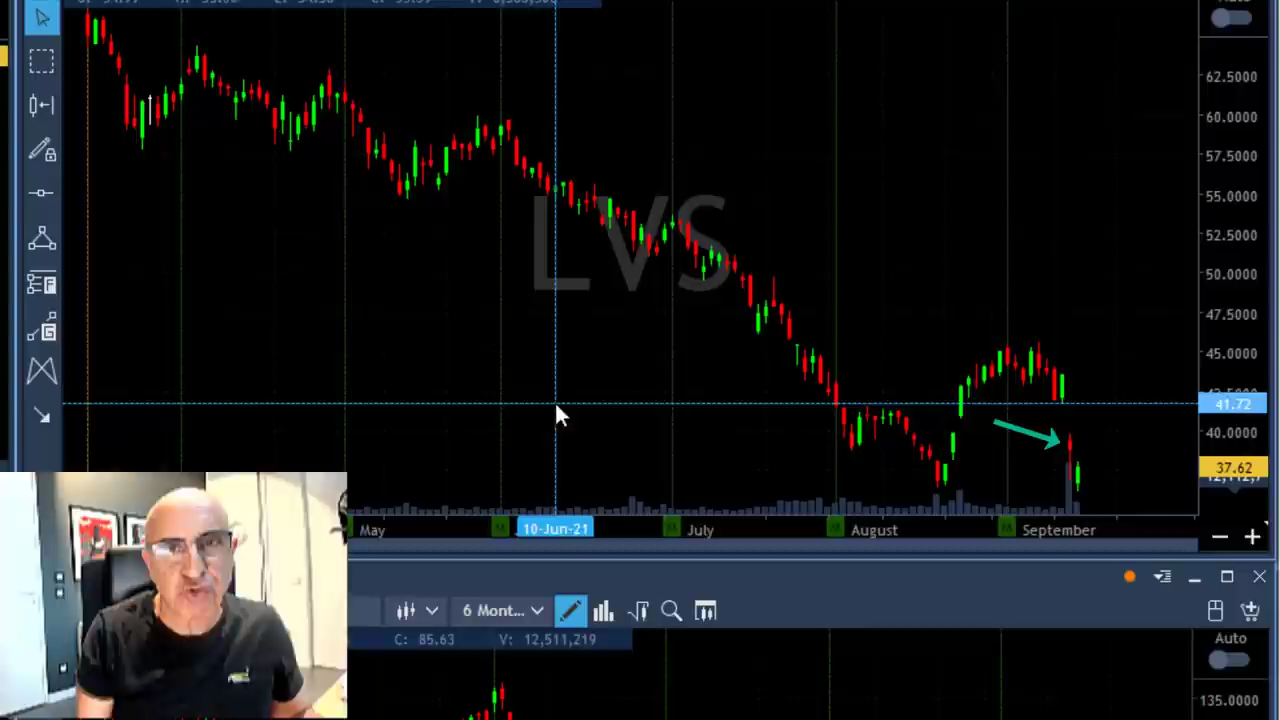 Auto
62.5000
60.0000
57.5000
55.0000
LVS
52.5000
50.0000
47.5000
45.0000
41.72
40.0000
37.62
May
10-Jun-21
July
August
September
6 Mont...
C: 85.63 V: 12,511,219
Auto
135.0000